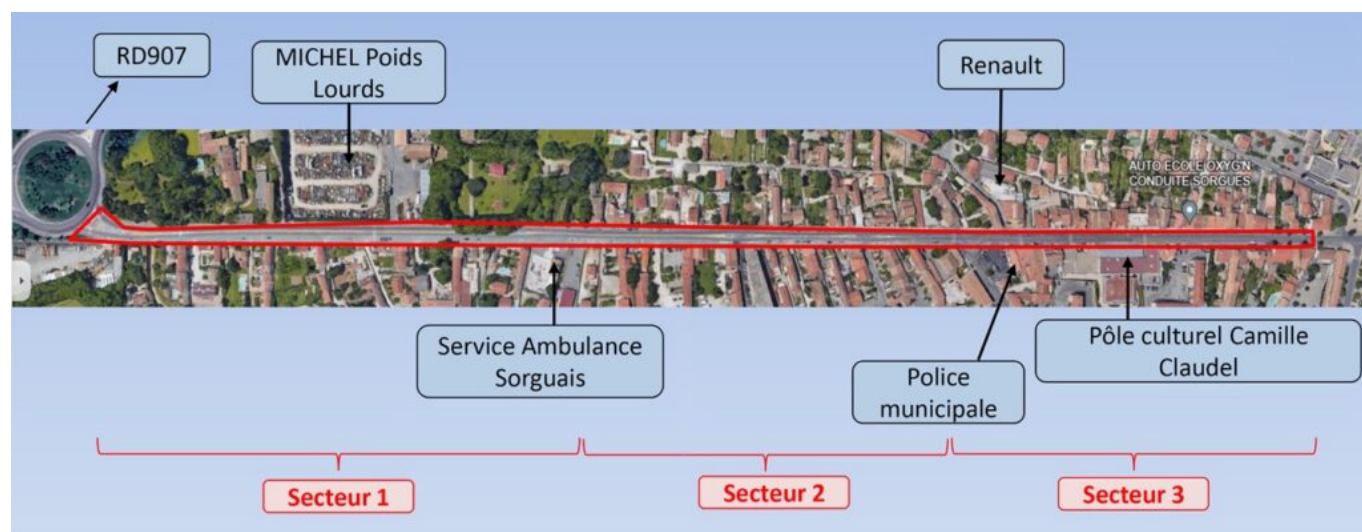 RD907
MICHEL Poids
Lourds
Renault
AUTO ECOLE OXYG'N
CONDUITE SORGUES
Service Ambulance
Sorguais
Police
municipale
Pôle culturel Camille
Claudel
Secteur 1
Secteur 2
Secteur 3